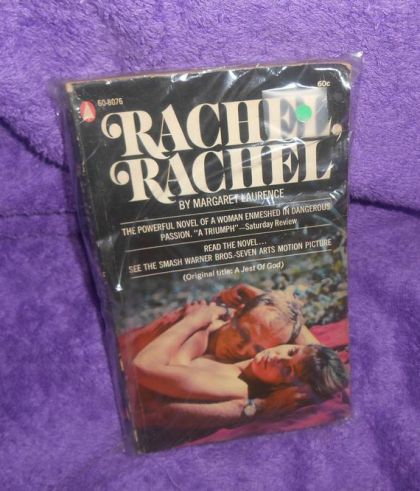 60-8076
60c
RACHEL,
RACHEL
BY MARGARET LAURENCE
THE POWERFUL NOVEL OF A WOMAN ENMESHED IN DANGEROUS
PASSION. "A TRIUMPH"—Saturday Review
READ THE NOVEL...
SEE THE SMASH WARNER BROS.-SEVEN ARTS MOTION PICTURE
(Original title: A Jest Of God)